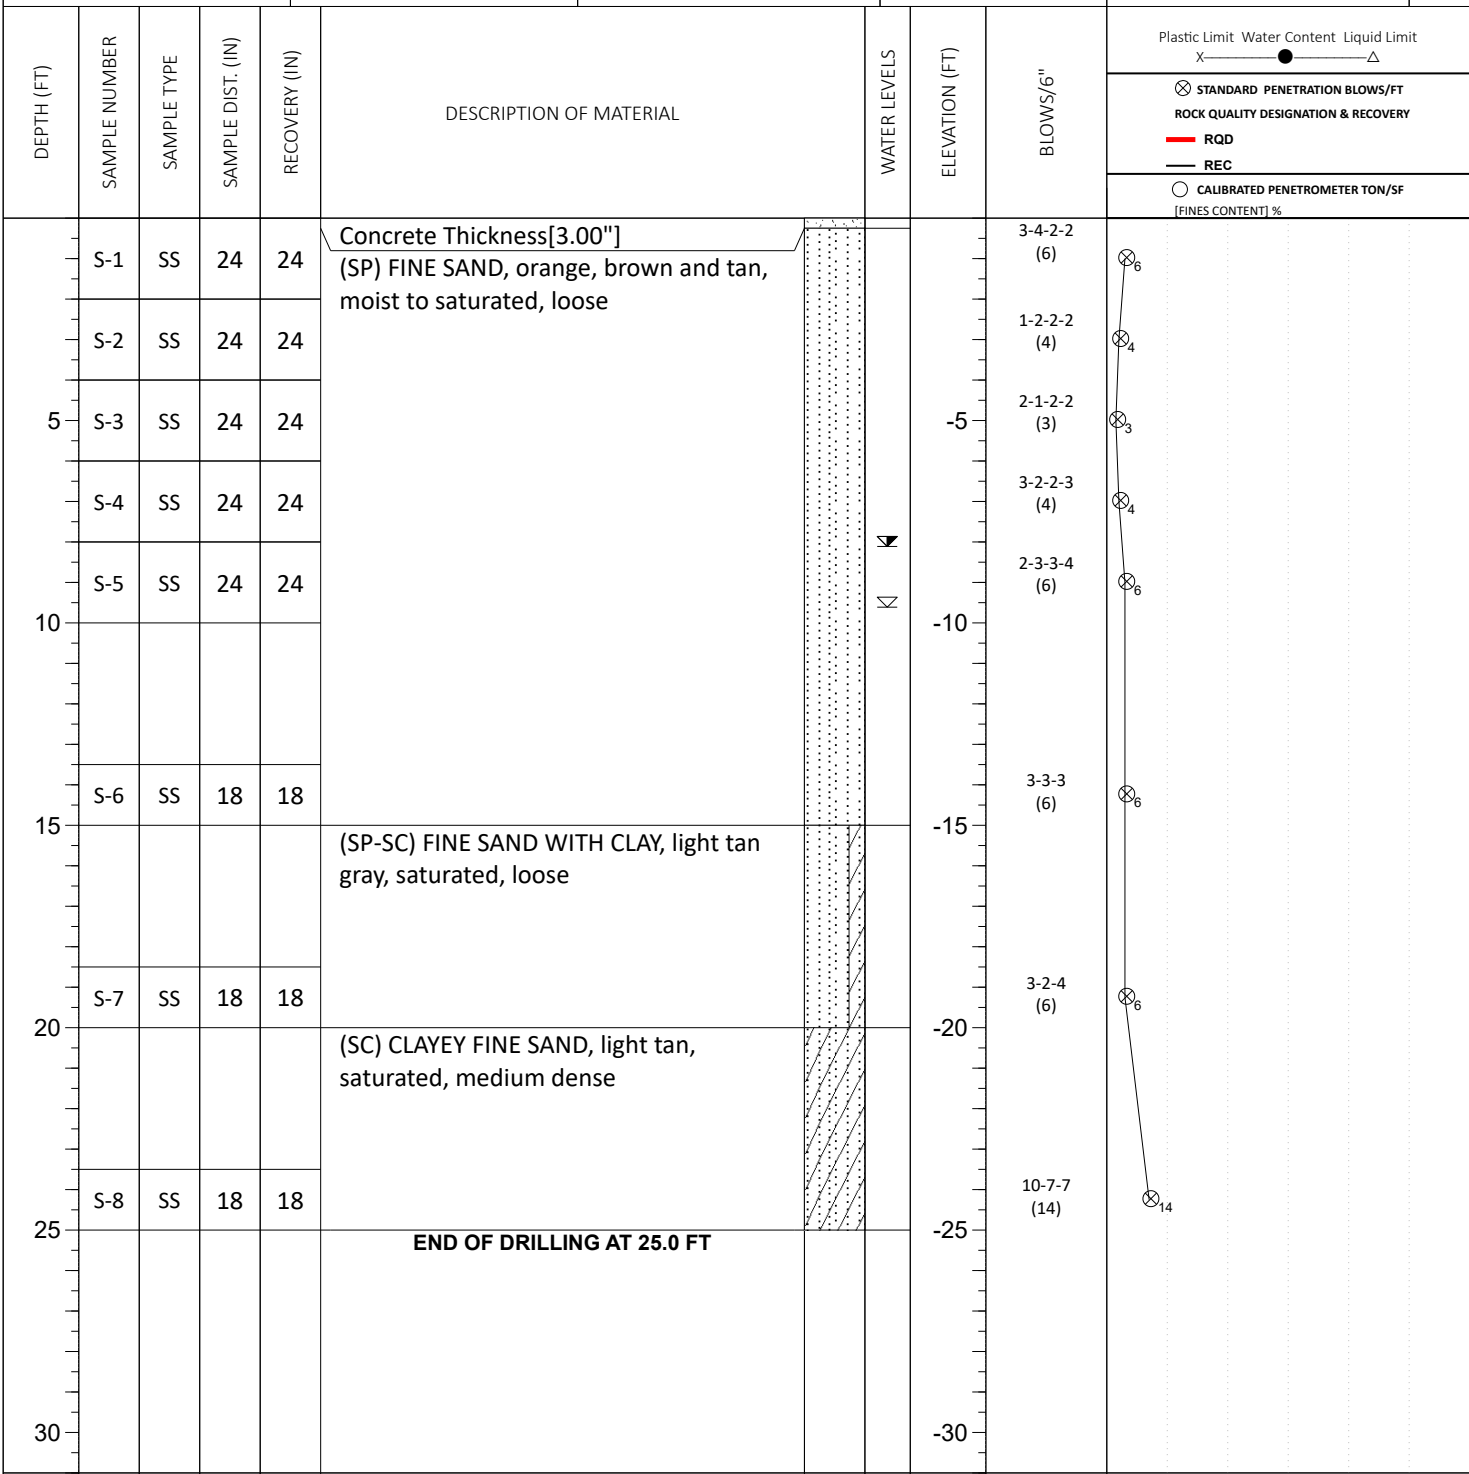 DEPTH (FT)
SAMPLE NUMBER
SAMPLE TYPE
SAMPLE DIST. (IN)
RECOVERY (IN)
DESCRIPTION OF MATERIAL
WATER LEVELS
ELEVATION (FT)
BLOWS/6"
Plastic Limit Water Content Liquid Limit
X
STANDARD PENETRATION BLOWS/FT
ROCK QUALITY DESIGNATION & RECOVERY
RQD
REC
CALIBRATED PENETROMETER TON/SF
[FINES CONTENT] %
Concrete Thickness[3.00"]
S-1 SS 24 24
(SP) FINE SAND, orange, brown and tan,
moist to saturated, loose
3-4-2-2
(6)
6
S-2 SS 24 24
1-2-2-2
(4)
4
5 S-3 SS 24 24
-5
2-1-2-2
(3)
3
S-4 SS 24 24
3-2-2-3
(4)
4
S-5 SS 24 24
2-3-3-4
(6)
6
10
-10
S-6 SS 18 18
3-3-3
(6)
6
15
-15
(SP-SC) FINE SAND WITH CLAY, light tan
gray, saturated, loose
S-7 SS 18 18
3-2-4
(6)
6
20
-20
(SC) CLAYEY FINE SAND, light tan,
saturated, medium dense
S-8 SS 18 18
10-7-7
(14)
14
25
-25
END OF DRILLING AT 25.0 FT
30
-30